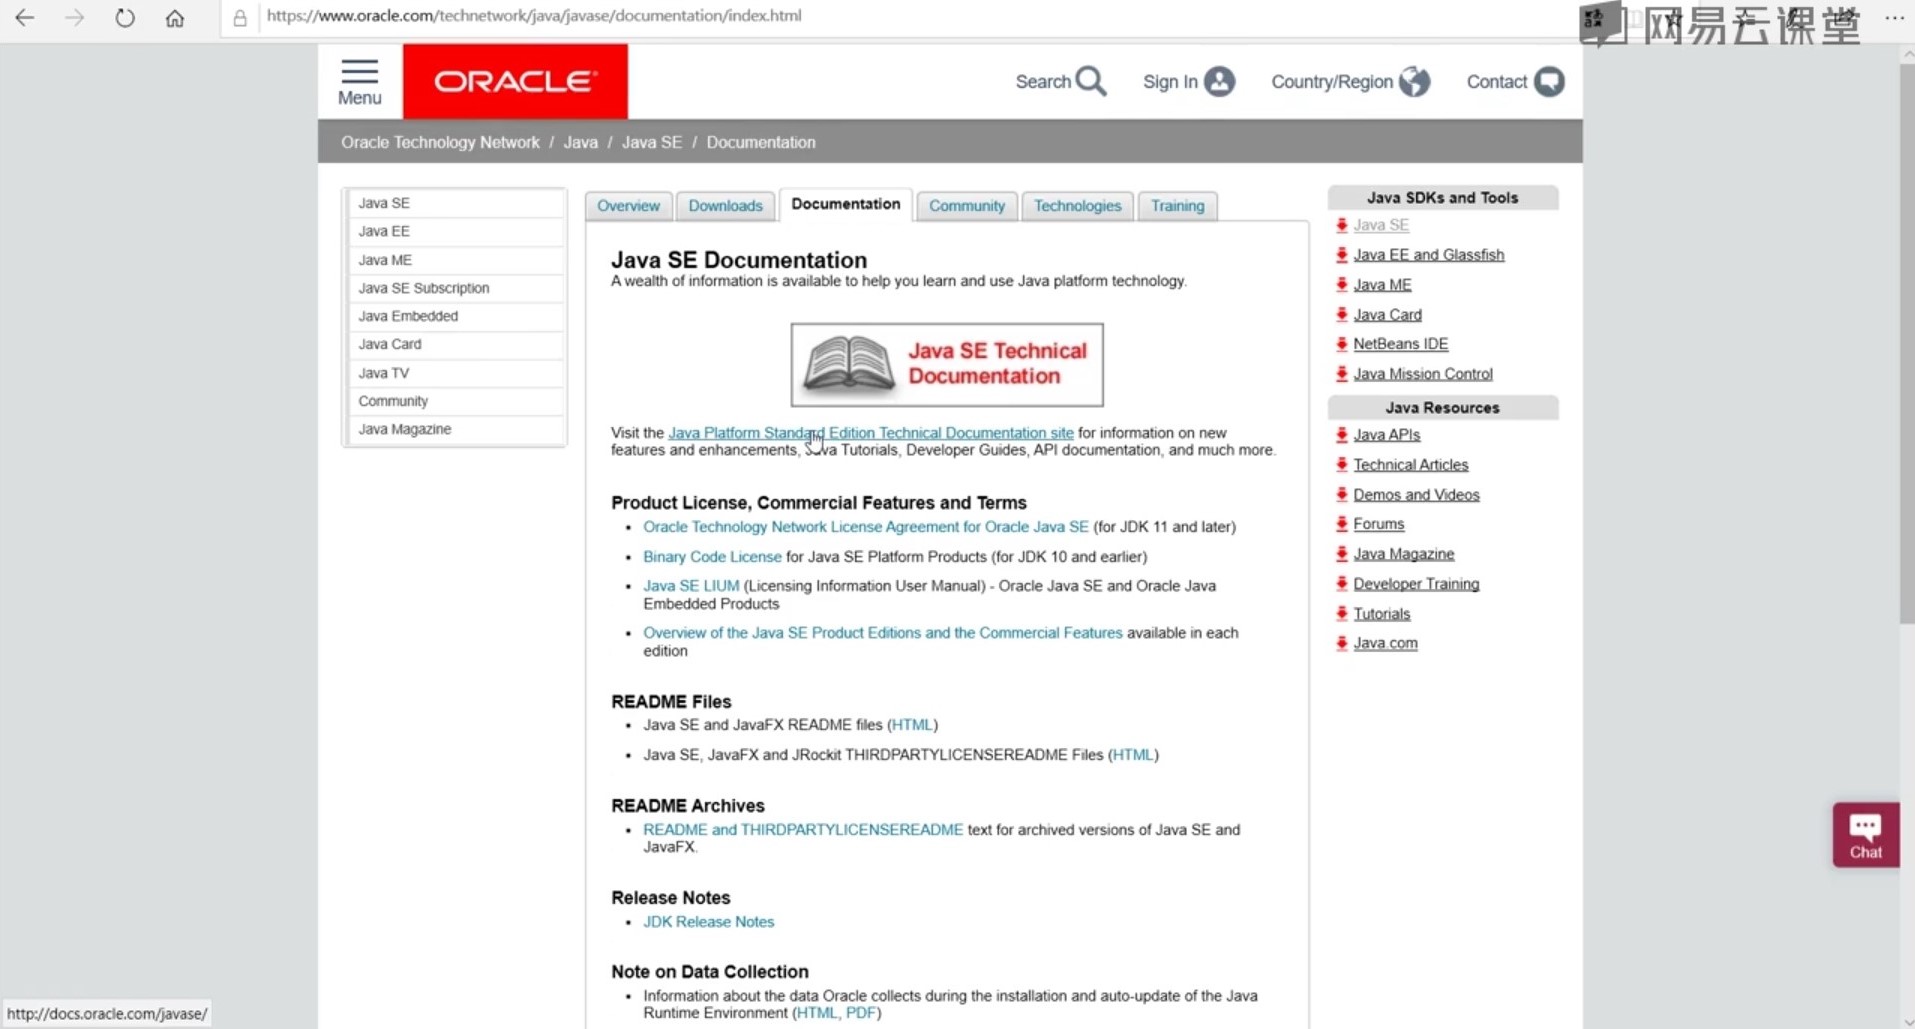 https://www.oracle.com/technetwork/java/javase/documentation/index.html
网易云课堂
Menu
ORACLE
Search
Sign In
Country/Region
Contact
Oracle Technology Network / Java / Java SE / Documentation
Java SE
Java EE
Java ME
Java SE Subscription
Java Embedded
Java Card
Java TV
Community
Java Magazine
Overview
Downloads
Documentation
Community
Technologies
Training
Java SE Documentation
A wealth of information is available to help you learn and use Java platform technology.
Java SE Technical
Documentation
Visit the Java Platform Standard Edition Technical Documentation site for information on new
features and enhancements, Java Tutorials, Developer Guides, API documentation, and much more.
Product License, Commercial Features and Terms
• Oracle Technology Network License Agreement for Oracle Java SE (for JDK 11 and later)
• Binary Code License for Java SE Platform Products (for JDK 10 and earlier)
• Java SE LIUM (Licensing Information User Manual) - Oracle Java SE and Oracle Java
Embedded Products
• Overview of the Java SE Product Editions and the Commercial Features available in each
edition
README Files
• Java SE and JavaFX README files (HTML)
• Java SE, JavaFX and JRockit THIRDPARTYLICENSEREADME Files (HTML)
README Archives
• README and THIRDPARTYLICENSEREADME text for archived versions of Java SE and
JavaFX.
Release Notes
• JDK Release Notes
Note on Data Collection
• Information about the data Oracle collects during the installation and auto-update of the Java
Runtime Environment (HTML, PDF)
Java SDKs and Tools
Java SE
Java EE and Glassfish
Java ME
Java Card
NetBeans IDE
Java Mission Control
Java Resources
Java APIs
Technical Articles
Demos and Videos
Forums
Java Magazine
Developer Training
Tutorials
Java.com
Chat
http://docs.oracle.com/javase/